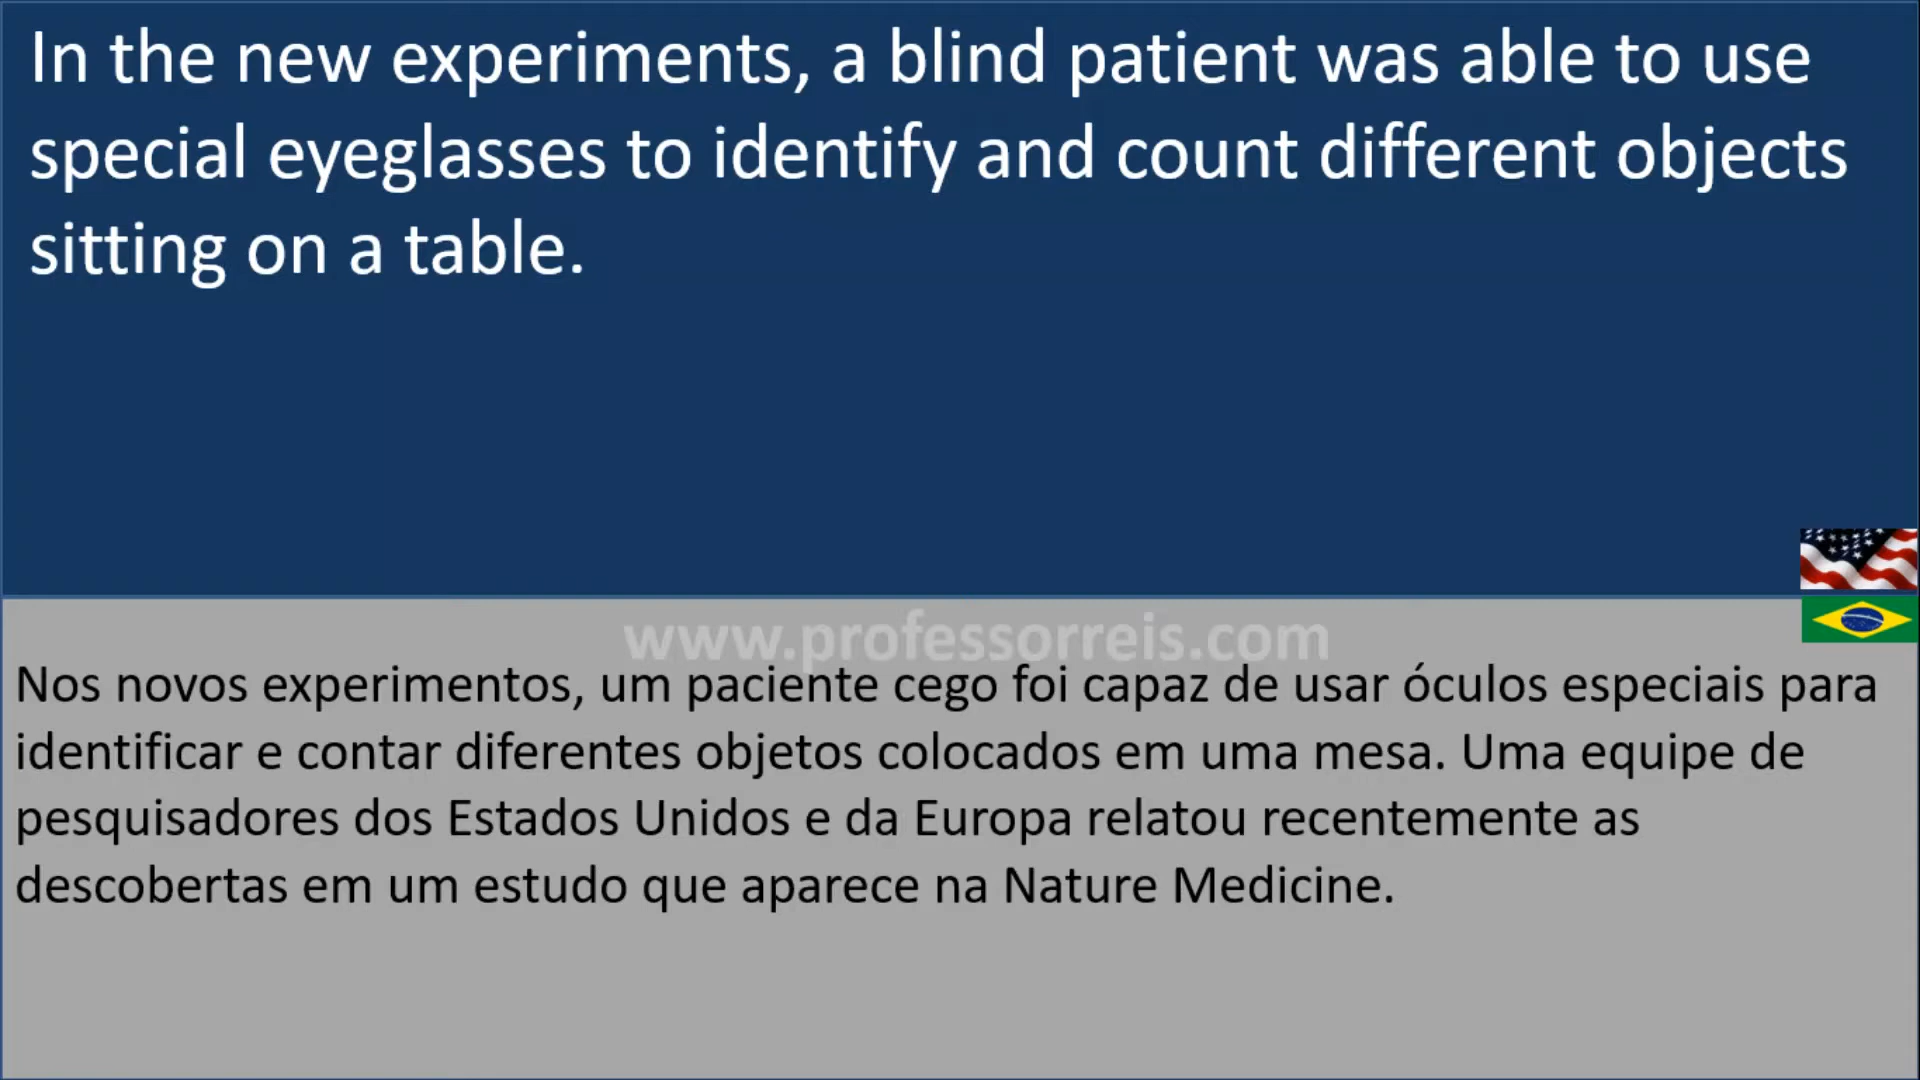 In the new experiments, a blind patient was able to use
special eyeglasses to identify and count different objects
sitting on a table.
www.professorreis.com
Nos novos experimentos, um paciente cego foi capaz de usar óculos especiais para
identificar e contar diferentes objetos colocados em uma mesa. Uma equipe de
pesquisadores dos Estados Unidos e da Europa relatou recentemente as
descobertas em um estudo que aparece na Nature Medicine.